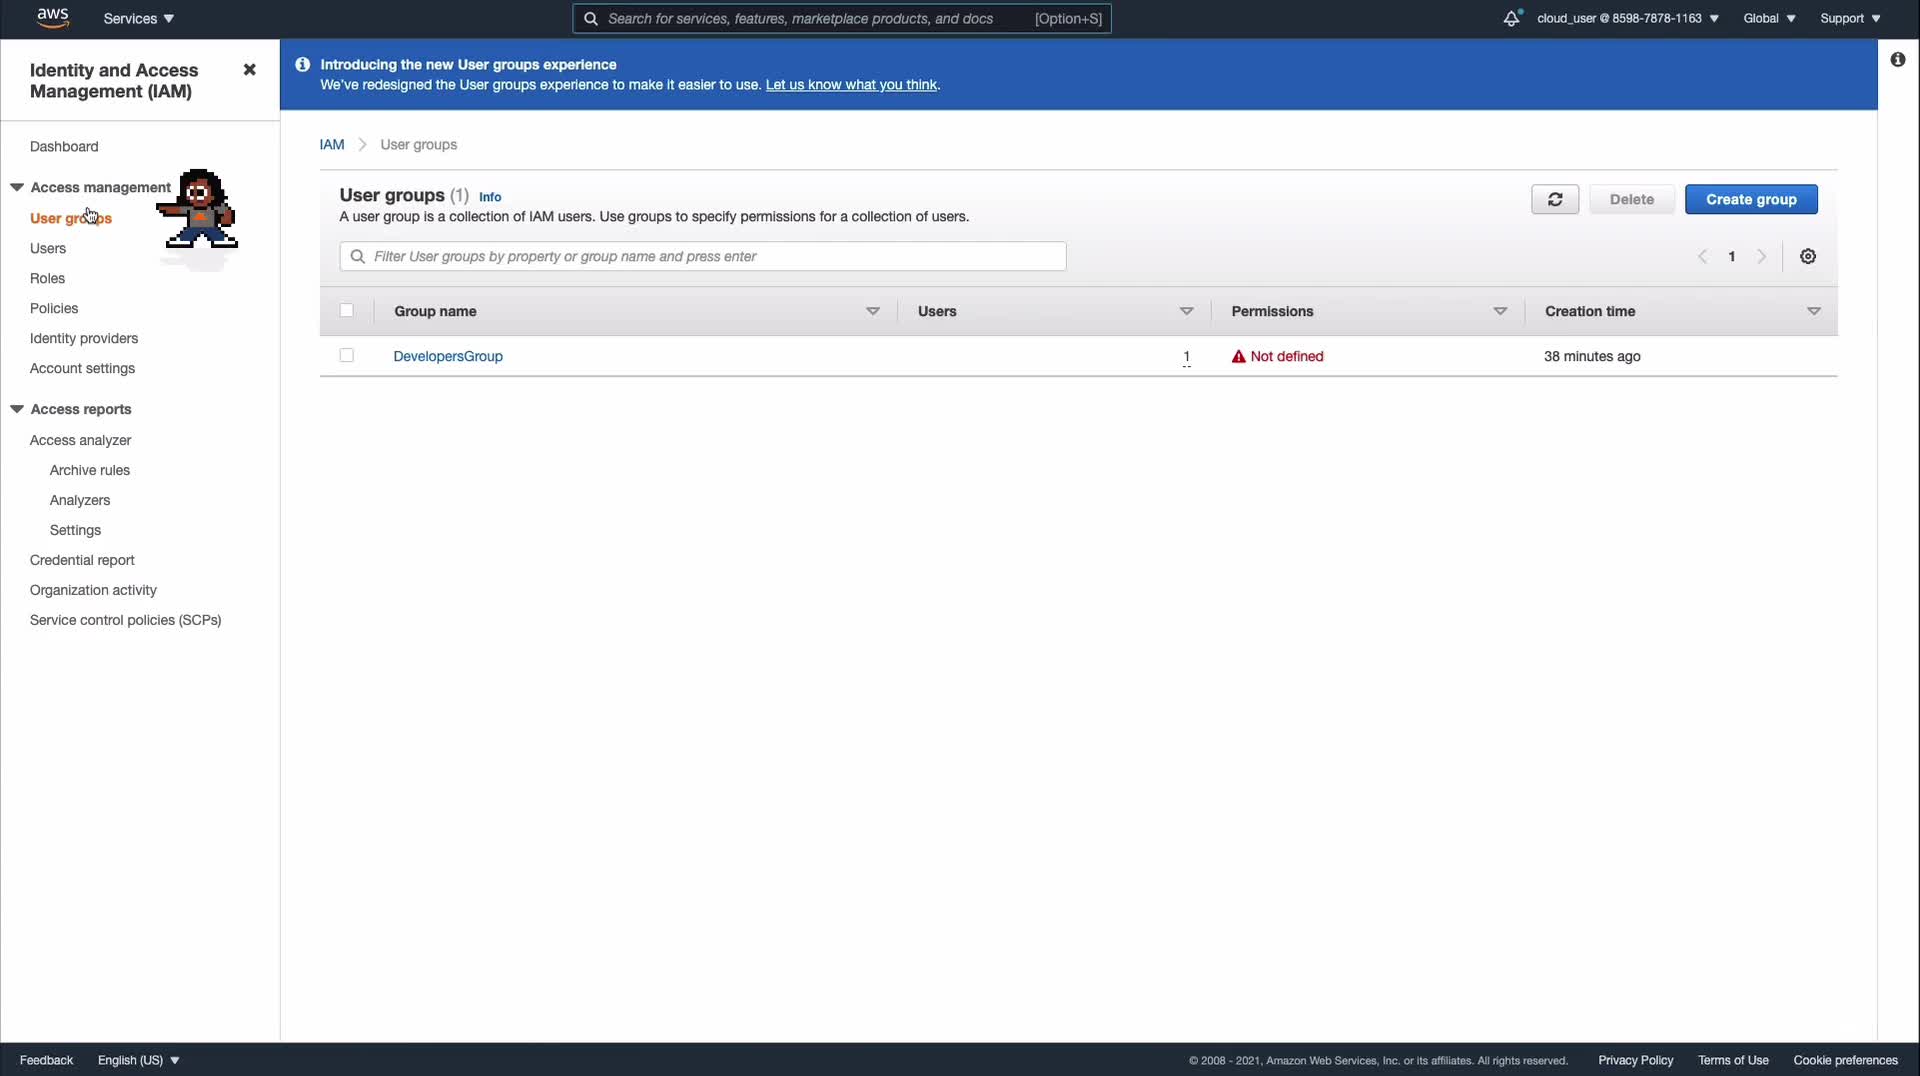 aws
Services
Search for services, features, marketplace products, and docs
[Option+S]
cloud_user @ 8598-7878-1163
Global
Support
Identity and Access
Management (IAM)
Introducing the new User groups experience
We've redesigned the User groups experience to make it easier to use. Let us know what you think.
Dashboard
Access management
User groups
Users
Roles
Policies
Identity providers
Account settings
Access reports
Access analyzer
Archive rules
Analyzers
Settings
Credential report
Organization activity
Service control policies (SCPs)
IAM
User groups
User groups (1) Info
A user group is a collection of IAM users. Use groups to specify permissions for a collection of users.
Delete
Create group
Filter User groups by property or group name and press enter
1
Group name
Users
Permissions
Creation time
DevelopersGroup
1
Not defined
38 minutes ago
Feedback
English (US)
© 2008 - 2021, Amazon Web Services, Inc. or its affiliates. All rights reserved.
Privacy Policy
Terms of Use
Cookie preferences